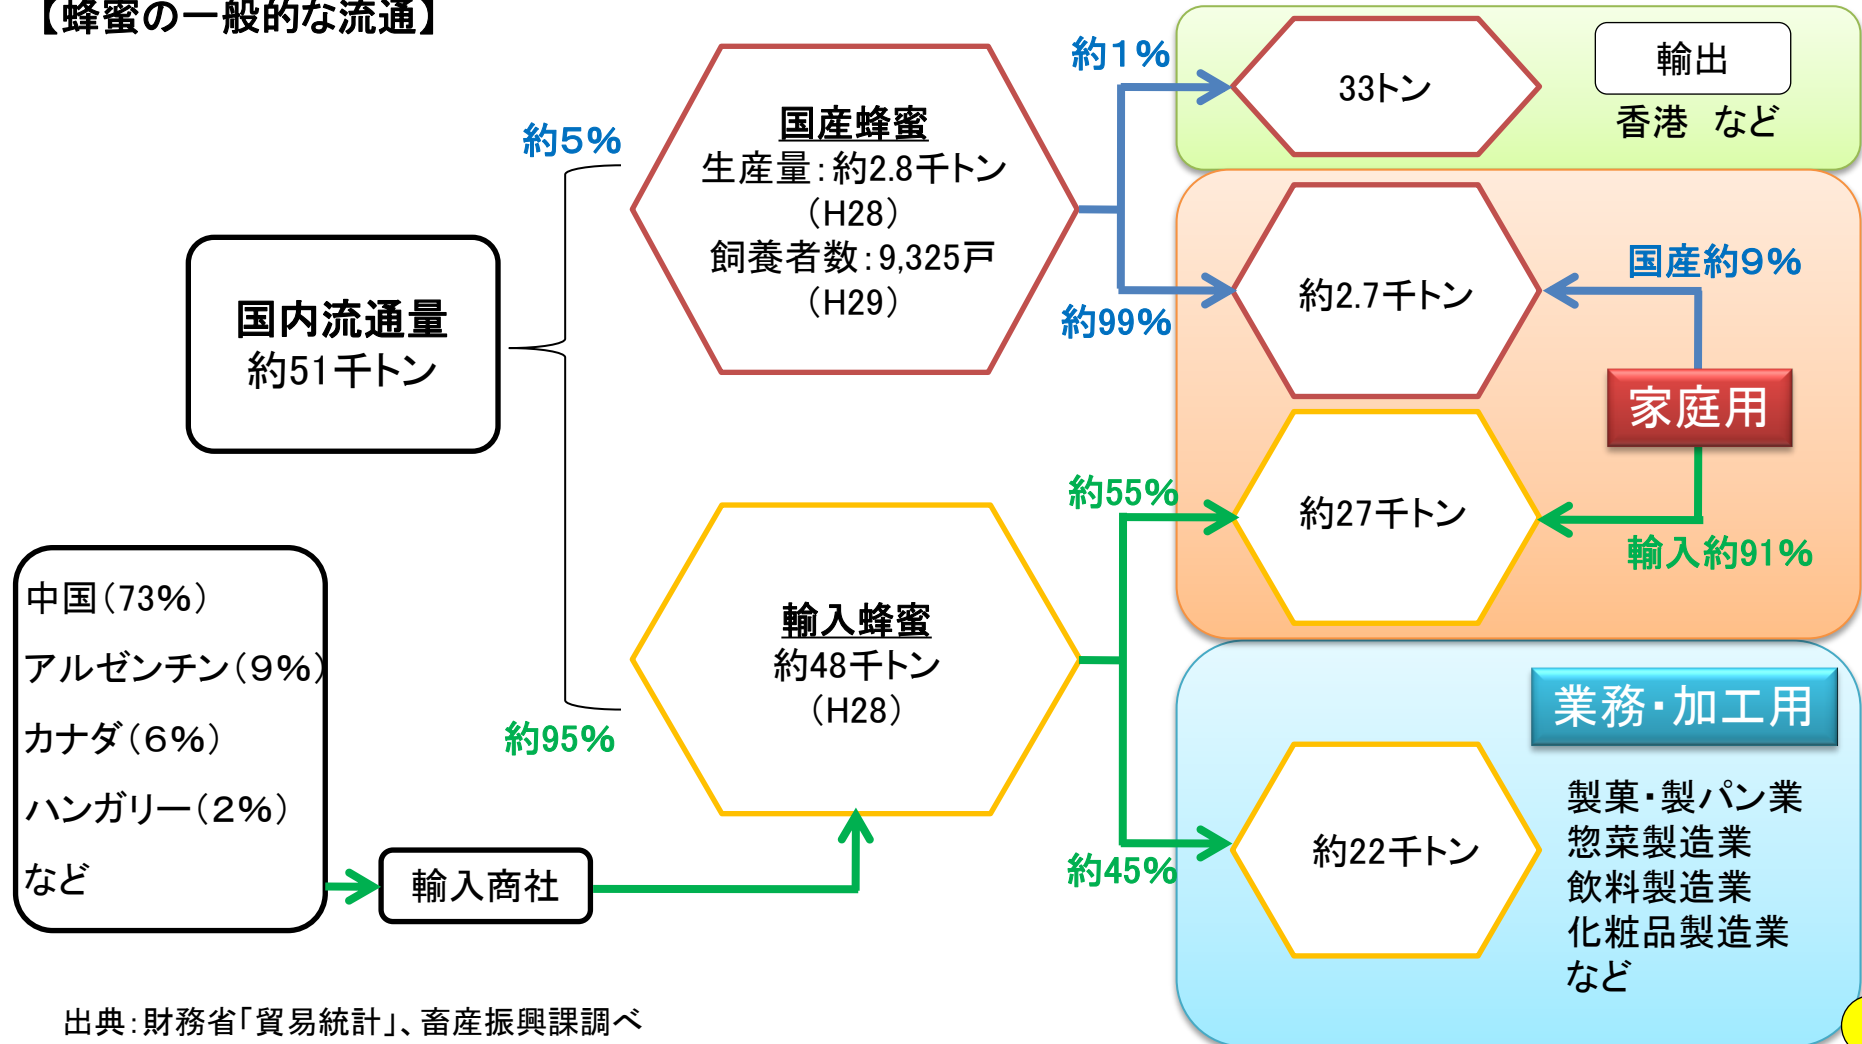 【蜂蜜の一般的な流通】
国内流通量
約51千トン
約5%
国産蜂蜜
生産量：約2.8千トン
（H28）
飼養者数：9,325戸
（H29）
約1%
33トン
輸出
香港　など
約99%
約2.7千トン
国産約9%
家庭用
約55%
約27千トン
輸入約91%
約95%
輸入蜂蜜
約48千トン
（H28）
中国（73%）
アルゼンチン（9%）
カナダ（6%）
ハンガリー（2%）
など
輸入商社
約45%
約22千トン
業務・加工用
製菓・製パン業
惣菜製造業
飲料製造業
化粧品製造業
など
出典：財務省「貿易統計」、畜産振興課調べ